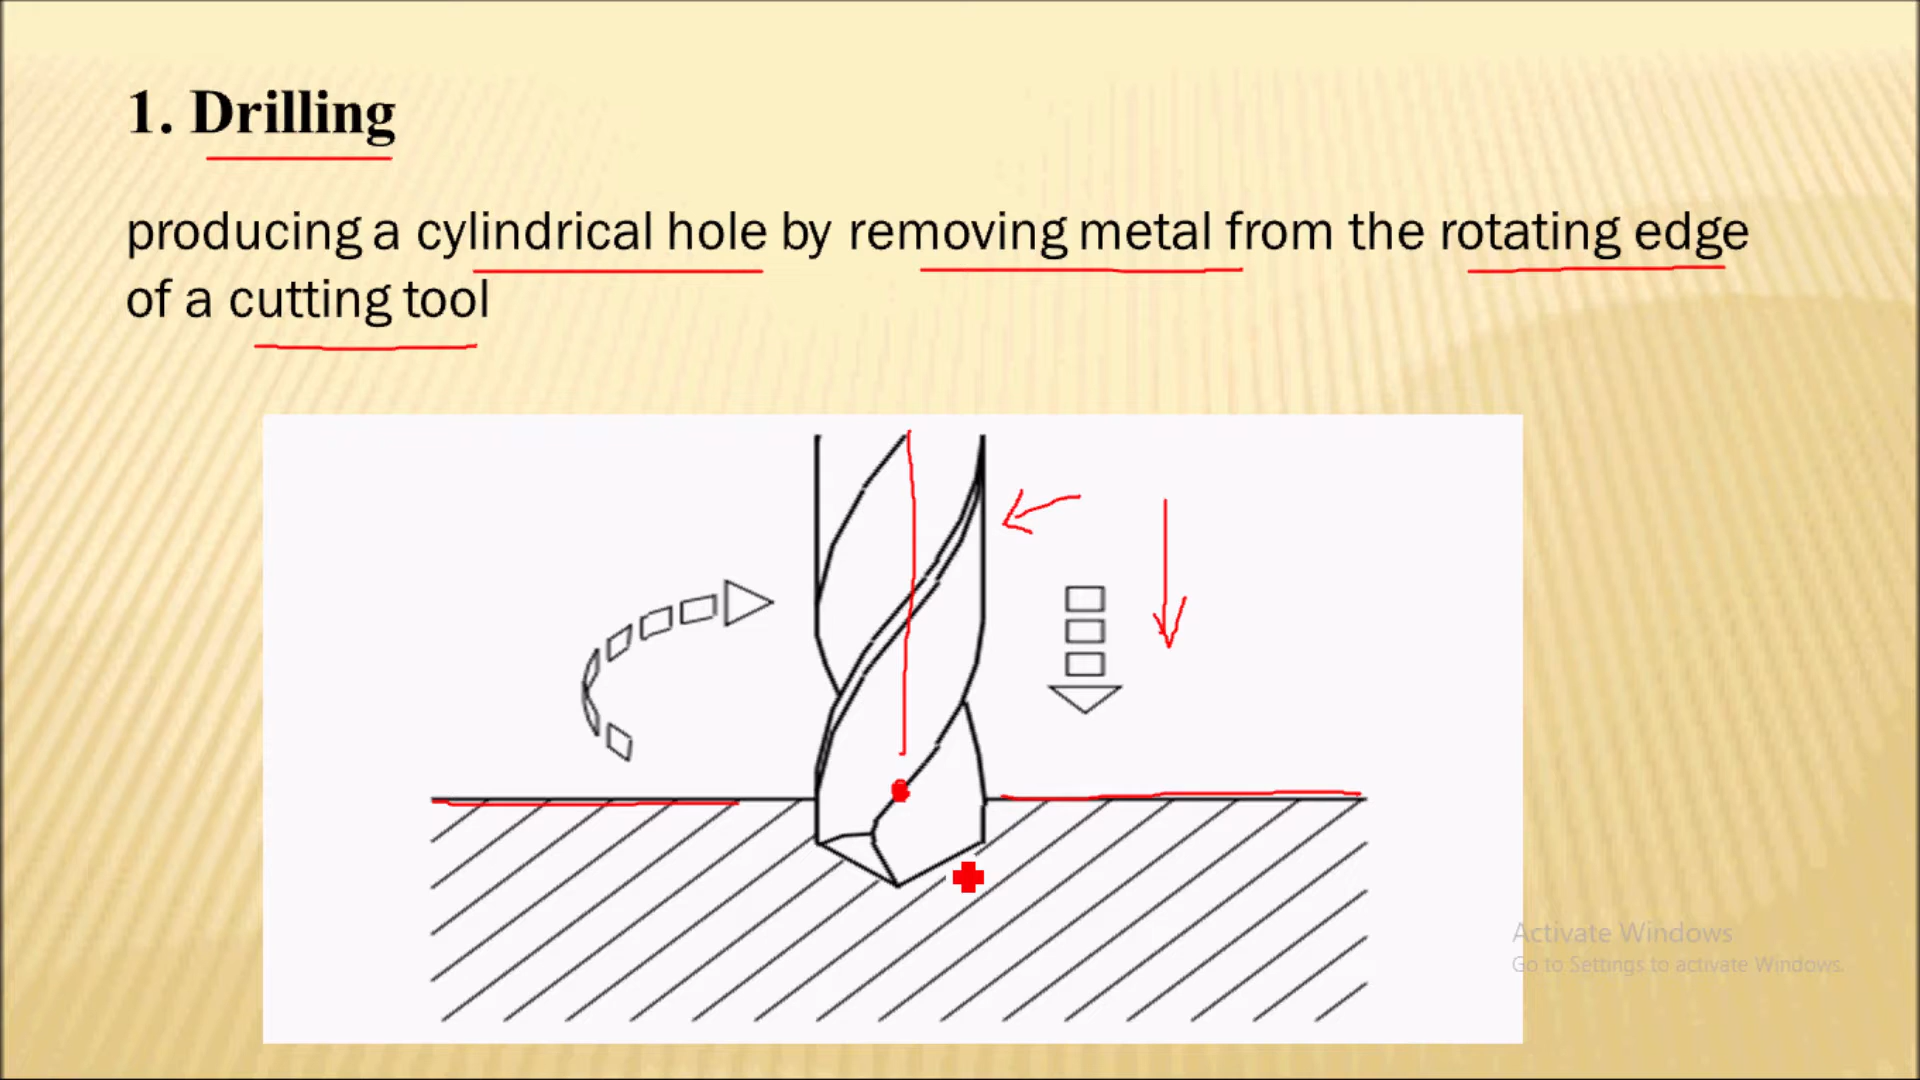 1. Drilling
producing a cylindrical hole by removing metal from the rotating edge
of a cutting tool
Activate Windows
Go to Settings to activate Windows.